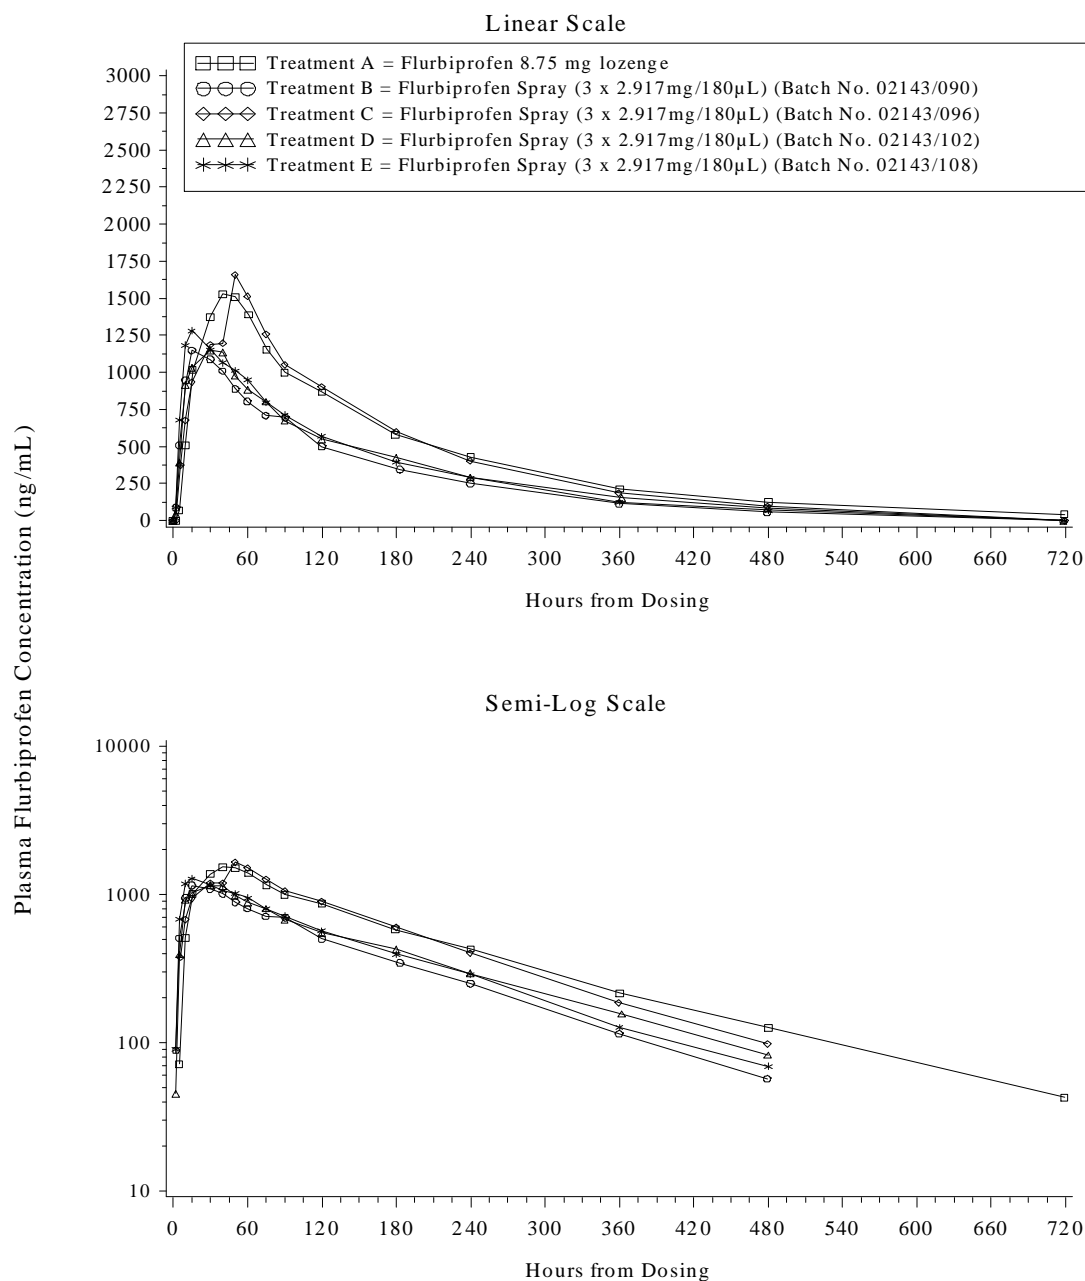 Linear Scale
Treatment A = Flurbiprofen 8.75 mg lozenge
Treatment B = Flurbiprofen Spray (3 x 2.917mg/180µL) (Batch No. 02143/090)
Treatment C = Flurbiprofen Spray (3 x 2.917mg/180µL) (Batch No. 02143/096)
Treatment D = Flurbiprofen Spray (3 x 2.917mg/180µL) (Batch No. 02143/102)
Treatment E = Flurbiprofen Spray (3 x 2.917mg/180µL) (Batch No. 02143/108)
3000
2750
2500
2250
2000
1750
1500
1250
1000
750
500
250
0
0 60 120 180 240 300 360 420 480 540 600 660 720
Hours from Dosing
Plasma Flurbiprofen Concentration (ng/mL)
Semi-Log Scale
10000
1000
100
10
0 60 120 180 240 300 360 420 480 540 600 660 720
Hours from Dosing